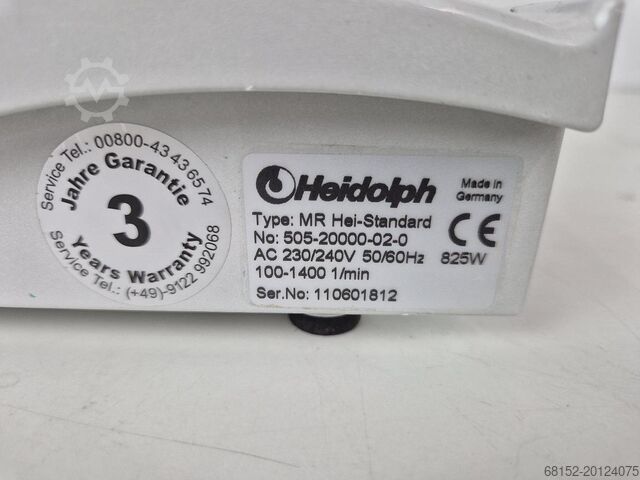 Service Tel.: 00800-43 43 65 74
Jahre Garantie
3
Years Warranty
Service Tel.: (+49)-9122 992068
Heidolph
Made in
Germany
Type: MR Hei-Standard
No: 505-20000-02-0
AC 230/240V 50/60Hz 825W
100-1400 1/min
Ser.No: 110601812
CE
68152-20124075